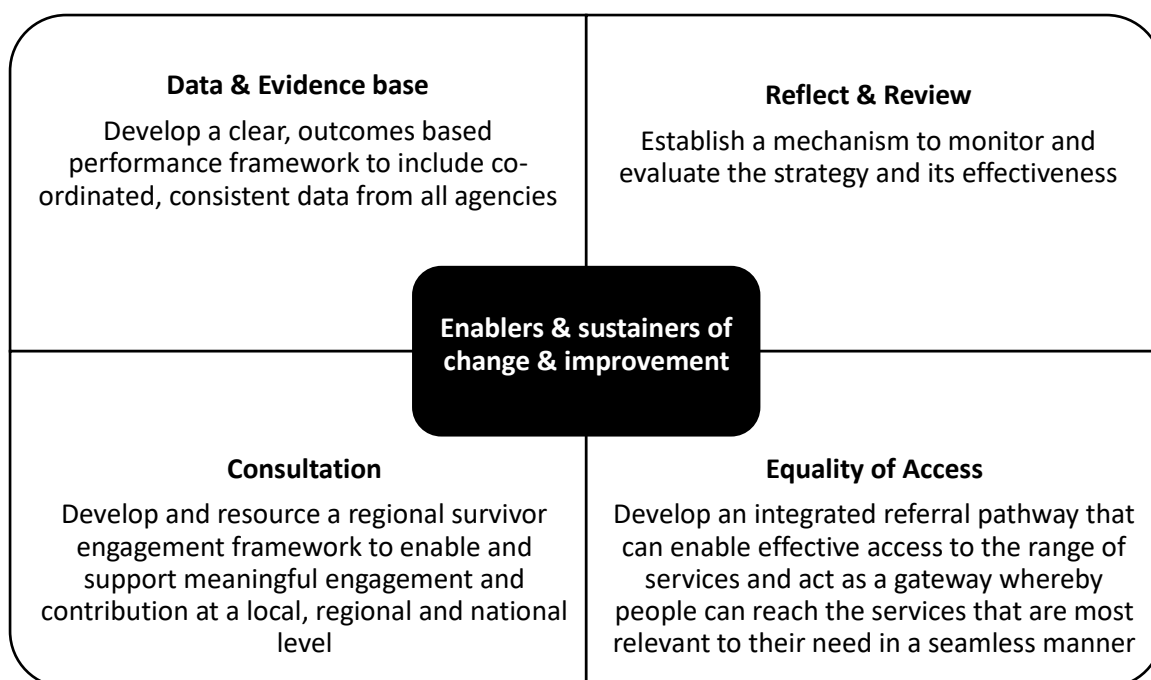 Data & Evidence base
Develop a clear, outcomes based
performance framework to include co-
ordinated, consistent data from all agencies
Reflect & Review
Establish a mechanism to monitor and
evaluate the strategy and its effectiveness
Enablers & sustainers of
change & improvement
Consultation
Develop and resource a regional survivor
engagement framework to enable and
support meaningful engagement and
contribution at a local, regional and national
level
Equality of Access
Develop an integrated referral pathway that
can enable effective access to the range of
services and act as a gateway whereby
people can reach the services that are most
relevant to their need in a seamless manner